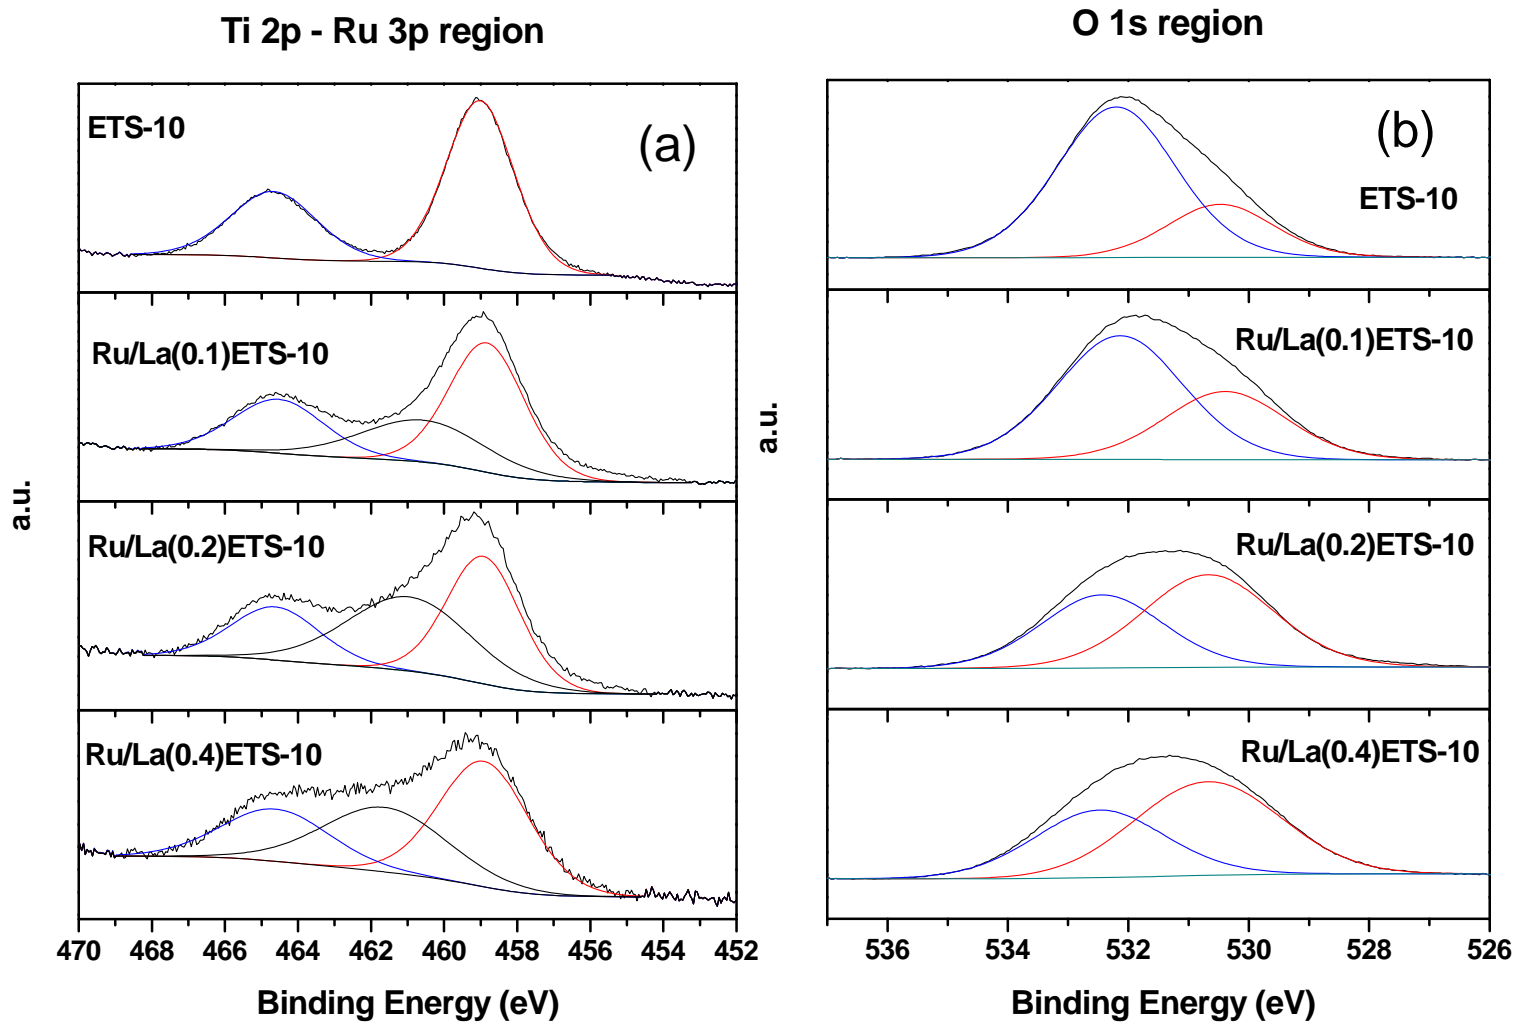 Ti 2p - Ru 3p region
O 1s region
ETS-10
(a)
(b)
ETS-10
Ru/La(0.1)ETS-10
Ru/La(0.1)ETS-10
a.u.
a.u.
Ru/La(0.2)ETS-10
Ru/La(0.2)ETS-10
Ru/La(0.4)ETS-10
Ru/La(0.4)ETS-10
470 468 466 464 462 460 458 456 454 452
536 534 532 530 528 526
Binding Energy (eV)
Binding Energy (eV)